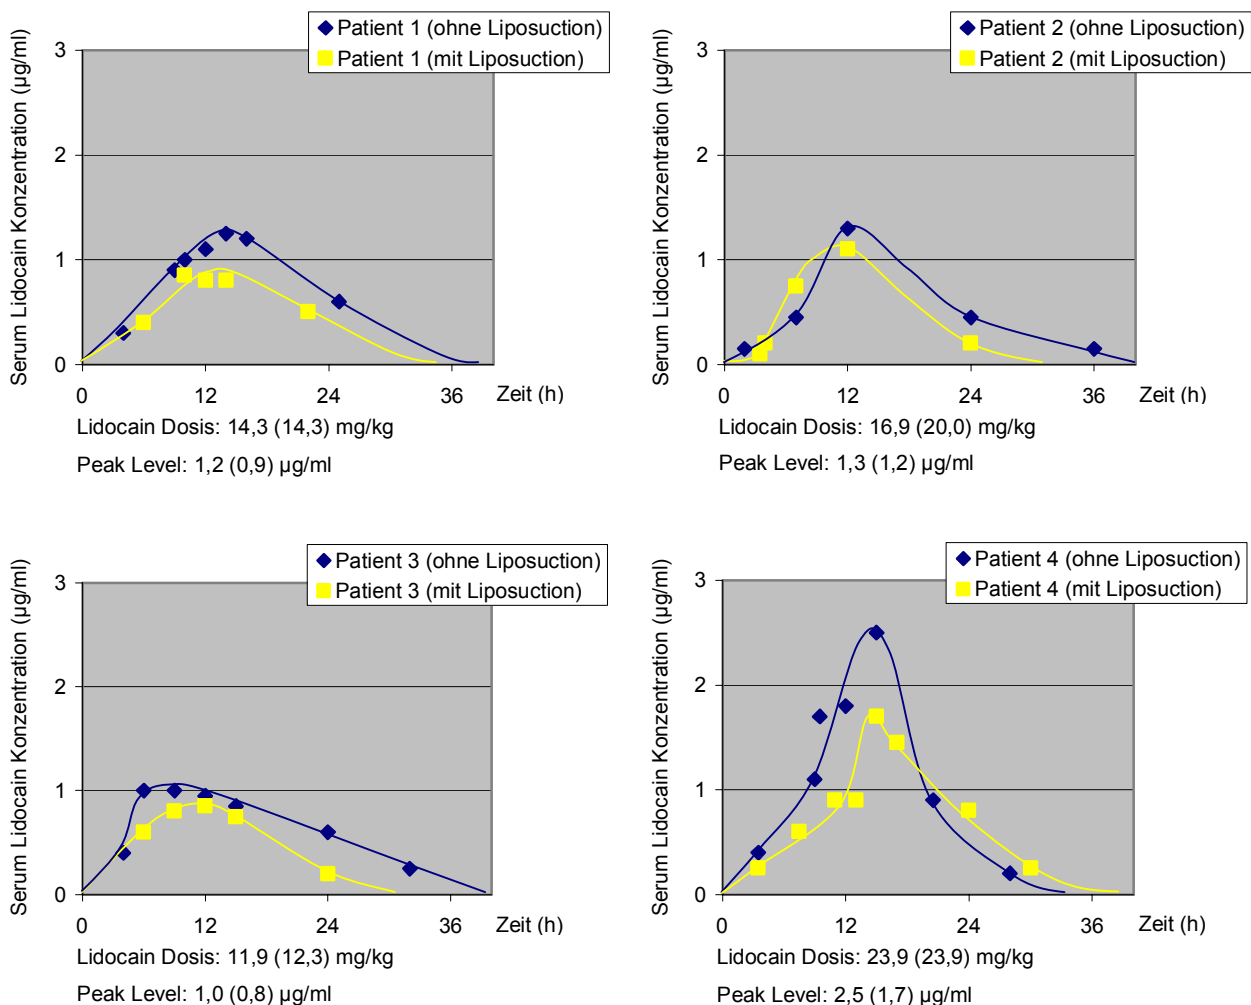 Patient 1 (ohne Liposuction)
Patient 1 (mit Liposuction)
Serum Lidocain Konzentration (µg/ml)
3
2
1
0
0 12 24 36 Zeit (h)
Lidocain Dosis: 14,3 (14,3) mg/kg
Peak Level: 1,2 (0,9) µg/ml
Patient 2 (ohne Liposuction)
Patient 2 (mit Liposuction)
Serum Lidocain Konzentration (µg/ml)
3
2
1
0
0 12 24 36 Zeit (h)
Lidocain Dosis: 16,9 (20,0) mg/kg
Peak Level: 1,3 (1,2) µg/ml
Patient 3 (ohne Liposuction)
Patient 3 (mit Liposuction)
Serum Lidocain Konzentration (µg/ml)
3
2
1
0
0 12 24 36 Zeit (h)
Lidocain Dosis: 11,9 (12,3) mg/kg
Peak Level: 1,0 (0,8) µg/ml
Patient 4 (ohne Liposuction)
Patient 4 (mit Liposuction)
Serum Lidocain Konzentration (µg/ml)
3
2
1
0
0 12 24 36 Zeit (h)
Lidocain Dosis: 23,9 (23,9) mg/kg
Peak Level: 2,5 (1,7) µg/ml